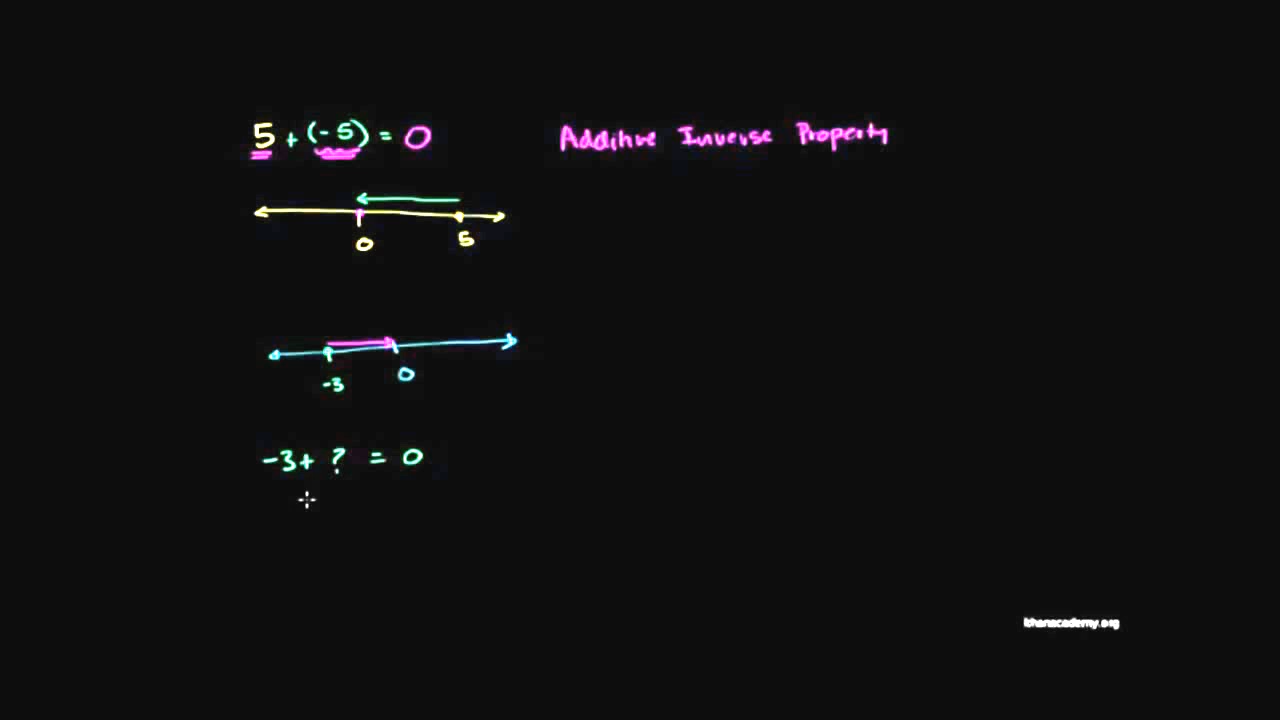 5 + (-5) = 0
Additive Inverse Property
0 5
-3 0
-3+ ? = 0
khanacademy.org